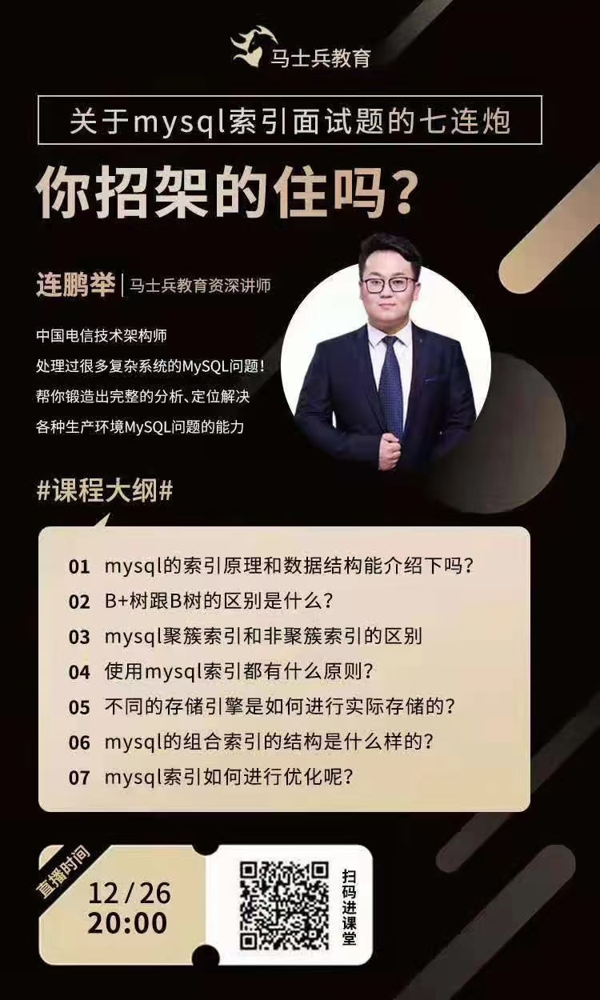 马士兵教育
关于mysql索引面试题的七连炮
你招架的住吗?
连鹏举|马士兵教育资深讲师
中国电信技术架构师
处理过很多复杂系统的MySQL问题!
帮你锻造出完整的分析、定位解决
各种生产环境MySQL问题的能力
#课程大纲#
01 mysql的索引原理和数据结构能介绍下吗?
02 B+树跟B树的区别是什么?
03 mysql聚簇索引和非聚簇索引的区别
04 使用mysql索引都有什么原则?
05 不同的存储引擎是如何进行实际存储的?
06 mysql的组合索引的结构是什么样的?
07 mysql索引如何进行优化呢?
直播时间
12/26
20:00
扫码进课堂